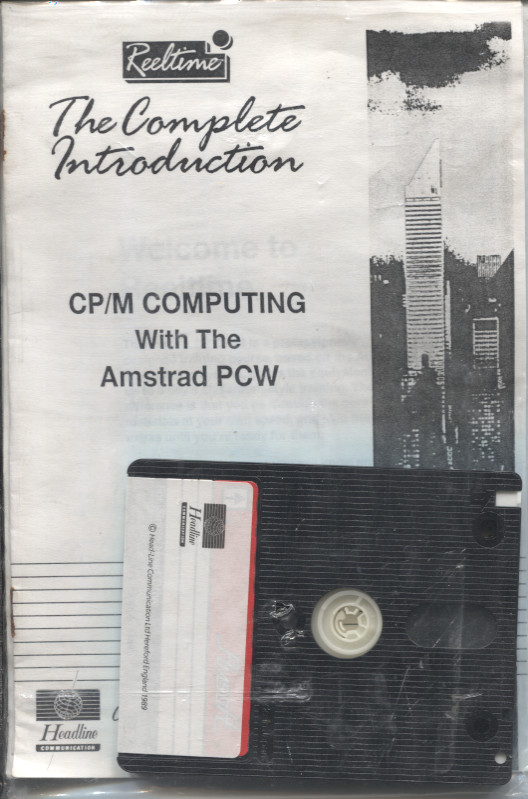 Reeltime
The Complete
Introduction
Welcome to
CP/M COMPUTING
With The
Amstrad PCW
Headline
COMMUNICATION
© Head-Line Communication Ltd Hereford England 1989
Headline
COMMUNICATION